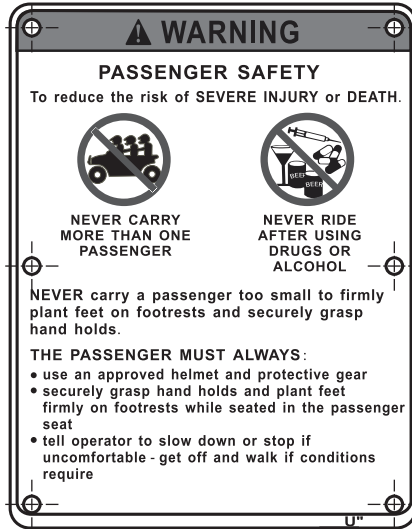 WARNING
PASSENGER SAFETY
To reduce the risk of SEVERE INJURY or DEATH.
NEVER CARRY
MORE THAN ONE
PASSENGER
BEER
BEER
NEVER RIDE
AFTER USING
DRUGS OR
ALCOHOL
NEVER carry a passenger too small to firmly
plant feet on footrests and securely grasp
hand holds.
THE PASSENGER MUST ALWAYS:
• use an approved helmet and protective gear
• securely grasp hand holds and plant feet
firmly on footrests while seated in the passenger
seat
• tell operator to slow down or stop if
uncomfortable - get off and walk if conditions
require
U"